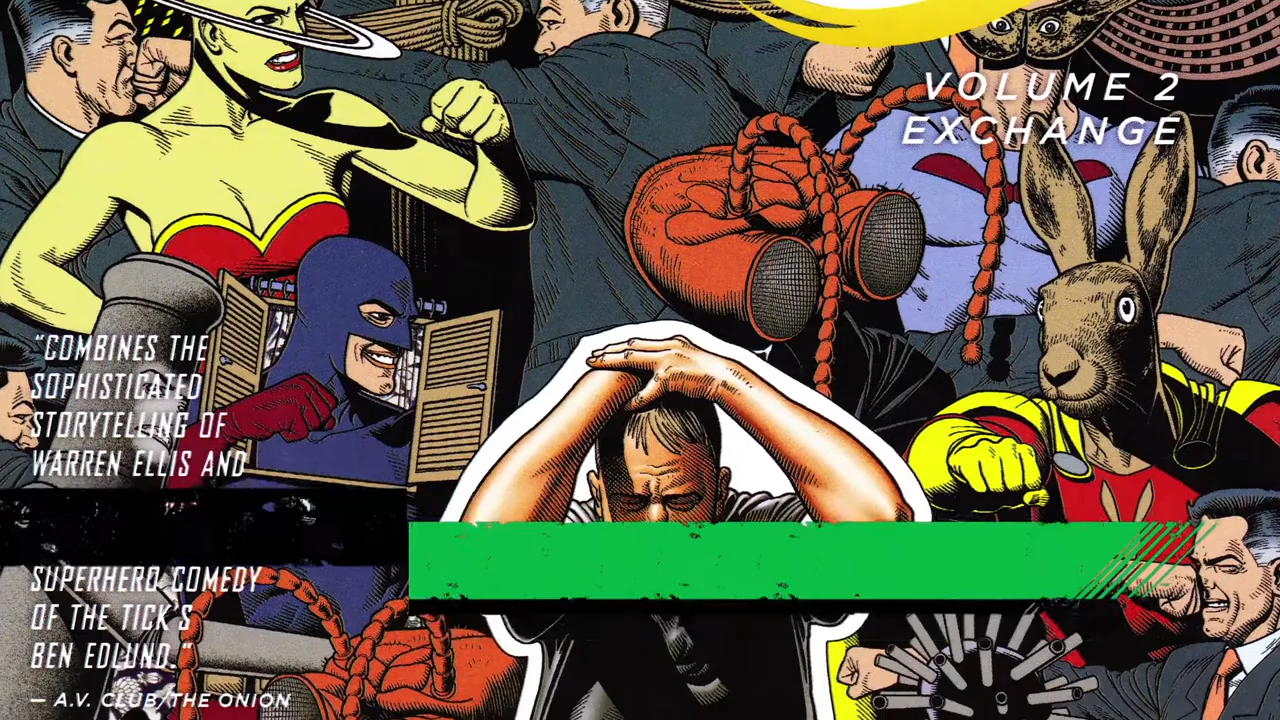 VOLUME 2
EXCHANGE
"COMBINES THE
SOPHISTICATED
STORYTELLING OF
WARREN ELLIS AND
SUPERHERO COMEDY
OF THE TICK'S
BEN EDLUND."
— A.V. CLUB/THE ONION